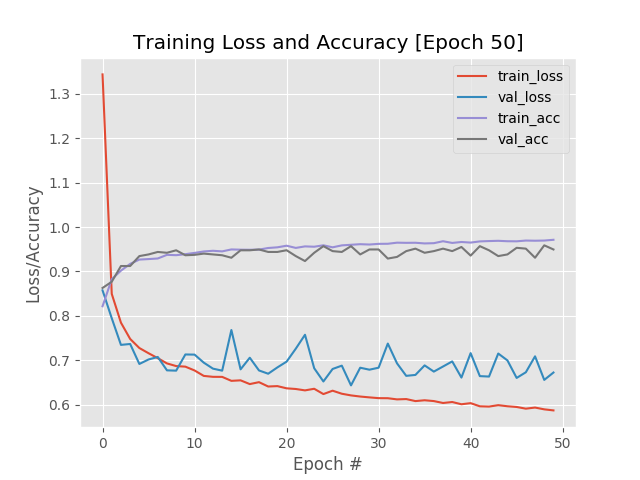 Training Loss and Accuracy [Epoch 50]
train_loss
val_loss
train_acc
val_acc
1.3
1.2
1.1
1.0
0.9
0.8
0.7
0.6
Loss/Accuracy
0
10
20
30
40
50
Epoch #